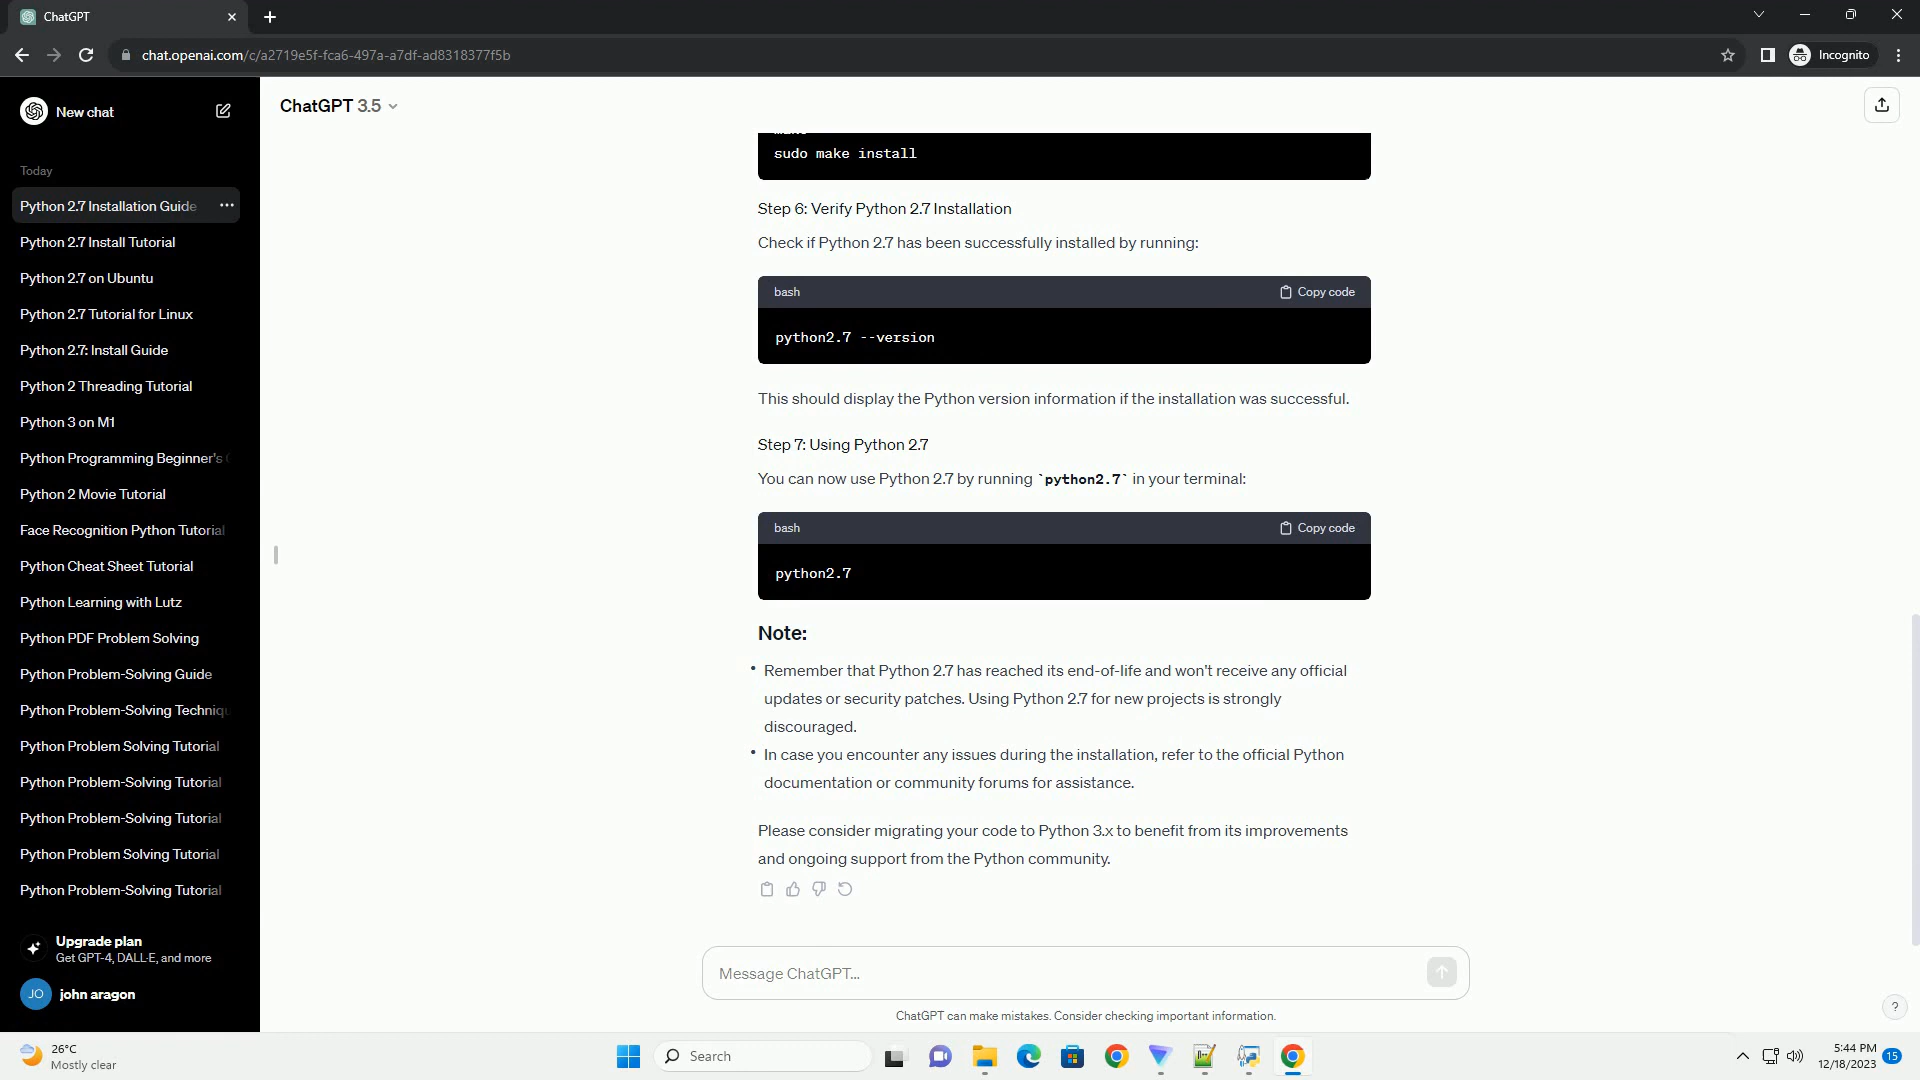 ChatGPT
chat.openai.com/c/a2719e5f-fca6-497a-a7df-ad8318377f5b
Incognito
New chat
ChatGPT 3.5
Today
Python 2.7 Installation Guide
Python 2.7 Install Tutorial
Python 2.7 on Ubuntu
Python 2.7 Tutorial for Linux
Python 2.7: Install Guide
Python 2 Threading Tutorial
Python 3 on M1
Python Programming Beginner's
Python 2 Movie Tutorial
Face Recognition Python Tutorial
Python Cheat Sheet Tutorial
Python Learning with Lutz
Python PDF Problem Solving
Python Problem-Solving Guide
Python Problem-Solving Techniqu
Python Problem Solving Tutorial
Python Problem-Solving Tutorial
Python Problem-Solving Tutorial
Python Problem Solving Tutorial
Python Problem-Solving Tutorial
Upgrade plan
Get GPT-4, DALL·E, and more
JO john aragon
sudo make install
Step 6: Verify Python 2.7 Installation
Check if Python 2.7 has been successfully installed by running:
bash Copy code
python2.7 --version
This should display the Python version information if the installation was successful.
Step 7: Using Python 2.7
You can now use Python 2.7 by running `python2.7` in your terminal:
bash Copy code
python2.7
Note:
• Remember that Python 2.7 has reached its end-of-life and won't receive any official
updates or security patches. Using Python 2.7 for new projects is strongly
discouraged.
• In case you encounter any issues during the installation, refer to the official Python
documentation or community forums for assistance.
Please consider migrating your code to Python 3.x to benefit from its improvements
and ongoing support from the Python community.
Message ChatGPT...
ChatGPT can make mistakes. Consider checking important information.
?
26°C
Mostly clear
Search
5:44 PM
12/18/2023
15